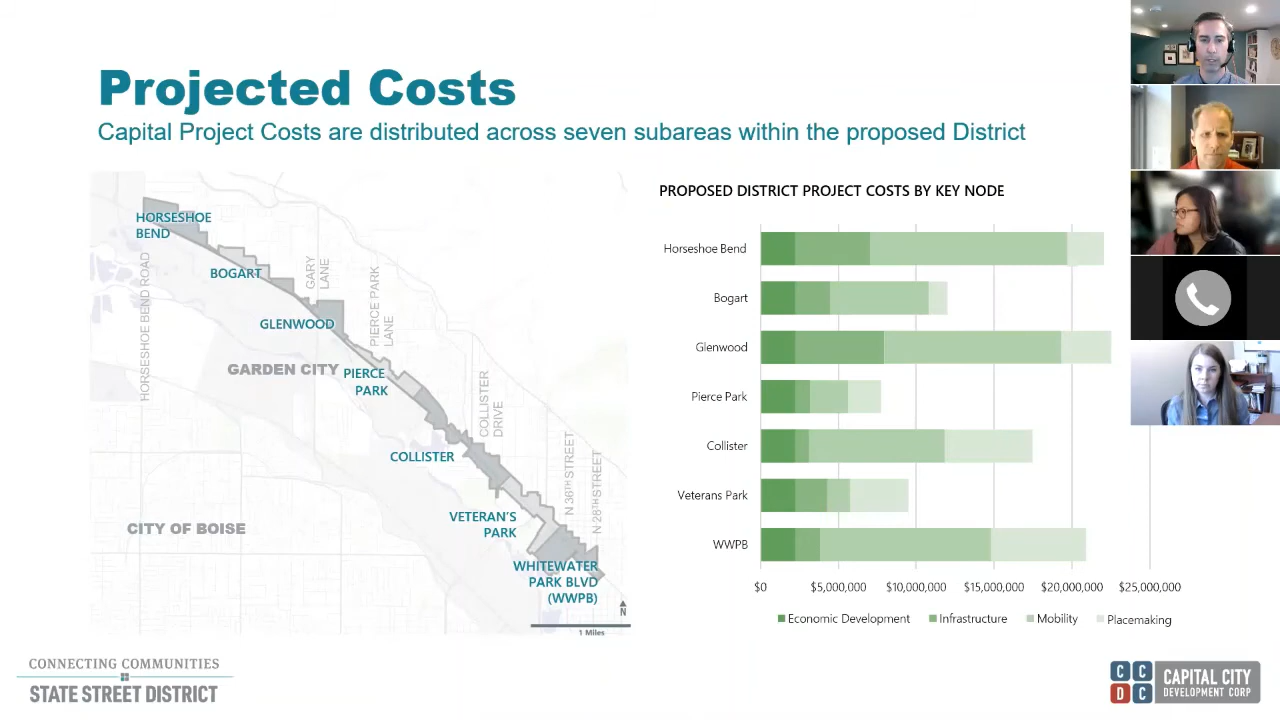 Projected Costs
Capital Project Costs are distributed across seven subareas within the proposed District
HORSESHOE
BEND
BOGART
GLENWOOD
GARDEN CITY
PIERCE
PARK
COLLISTER
VETERAN'S
PARK
CITY OF BOISE
WHITEWATER
PARK BLVD
(WWPB)
HORSESHOE BEND ROAD
GARY
LANE
PIERCE PARK
LANE
COLLISTER
DRIVE
N 36TH STREET
N 28TH STREET
N
1 Miles
PROPOSED DISTRICT PROJECT COSTS BY KEY NODE
Horseshoe Bend
Bogart
Glenwood
Pierce Park
Collister
Veterans Park
WWPB
$0 $5,000,000 $10,000,000 $15,000,000 $20,000,000 $25,000,000
Economic Development Infrastructure Mobility Placemaking
CONNECTING COMMUNITIES
STATE STREET DISTRICT
C C
D C
CAPITAL CITY
DEVELOPMENT CORP